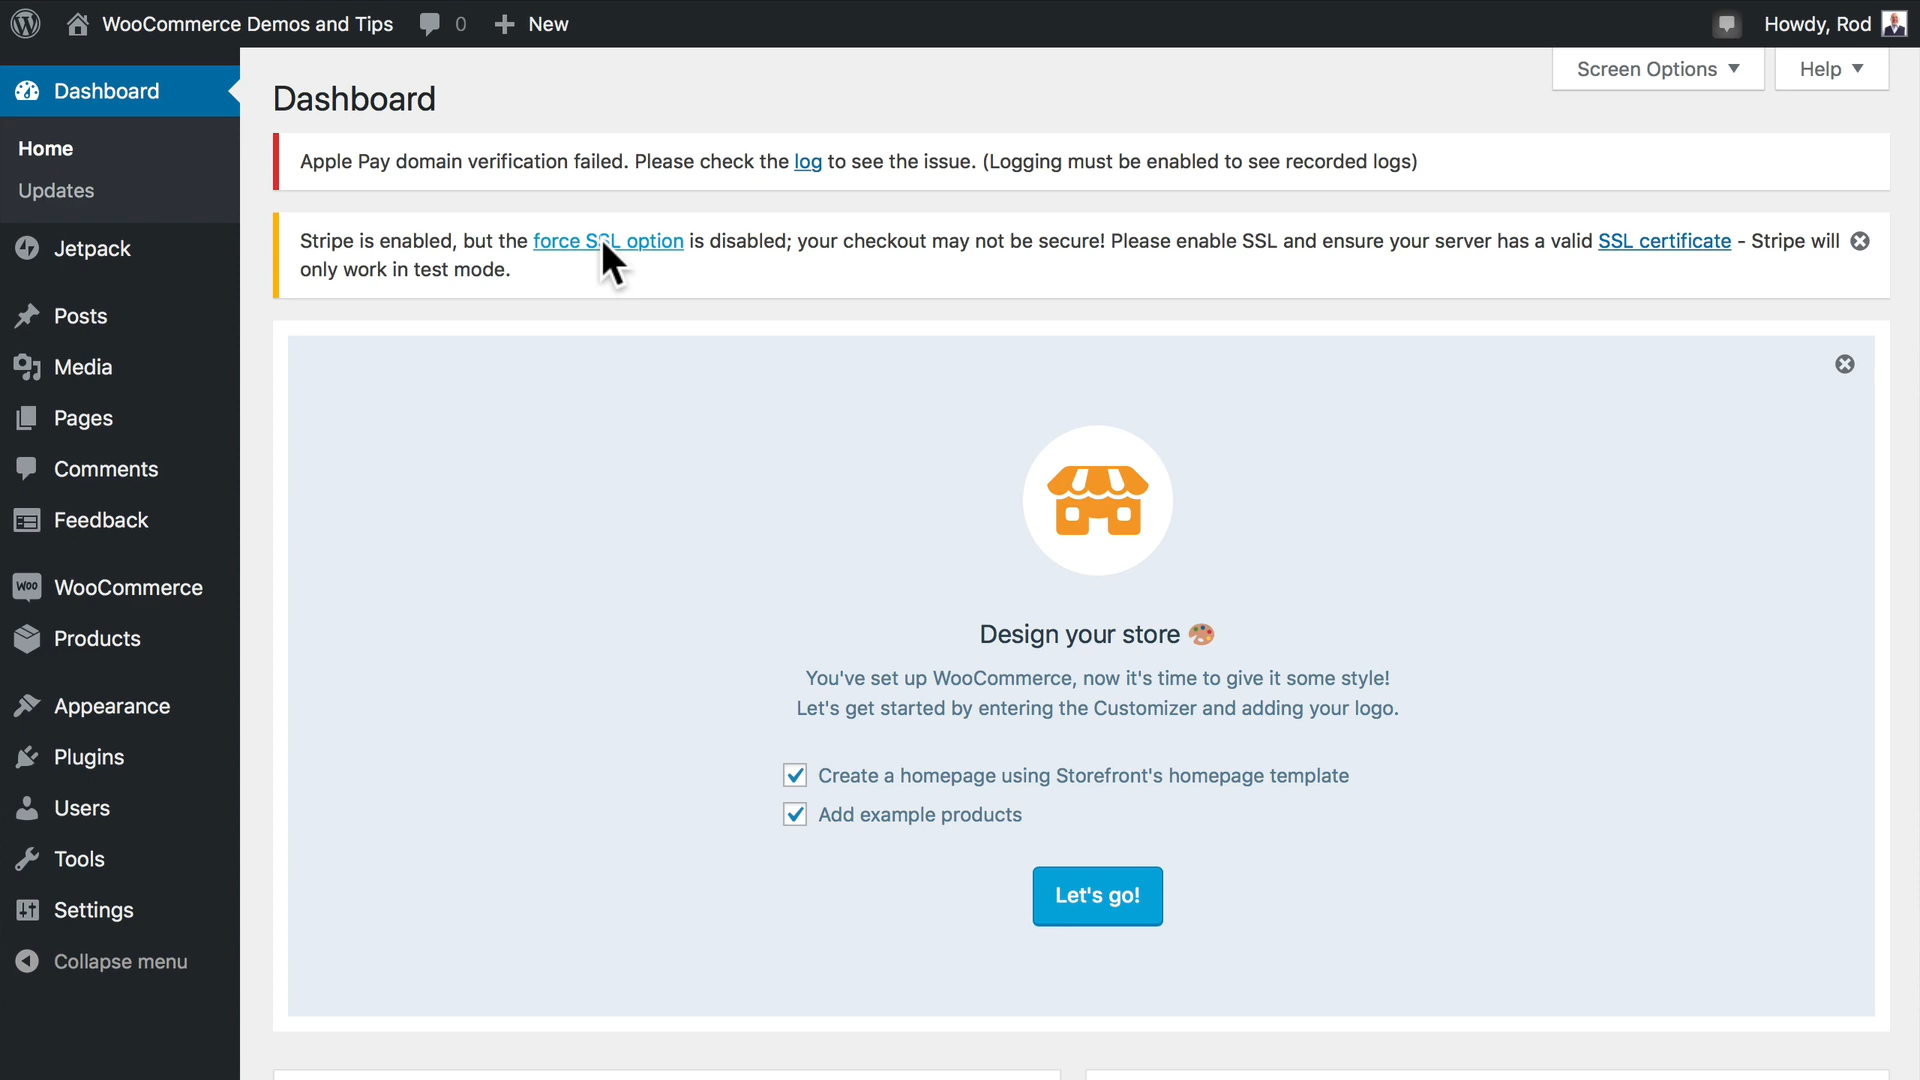 WooCommerce Demos and Tips 0 New Howdy, Rod
Screen Options Help
Dashboard
Home
Updates
Jetpack
Posts
Media
Pages
Comments
Feedback
WOO WooCommerce
Products
Appearance
Plugins
Users
Tools
Settings
Collapse menu
Dashboard
Apple Pay domain verification failed. Please check the log to see the issue. (Logging must be enabled to see recorded logs)
Stripe is enabled, but the force SSL option is disabled; your checkout may not be secure! Please enable SSL and ensure your server has a valid SSL certificate - Stripe will
only work in test mode.
Design your store
You've set up WooCommerce, now it's time to give it some style!
Let's get started by entering the Customizer and adding your logo.
Create a homepage using Storefront's homepage template
Add example products
Let's go!